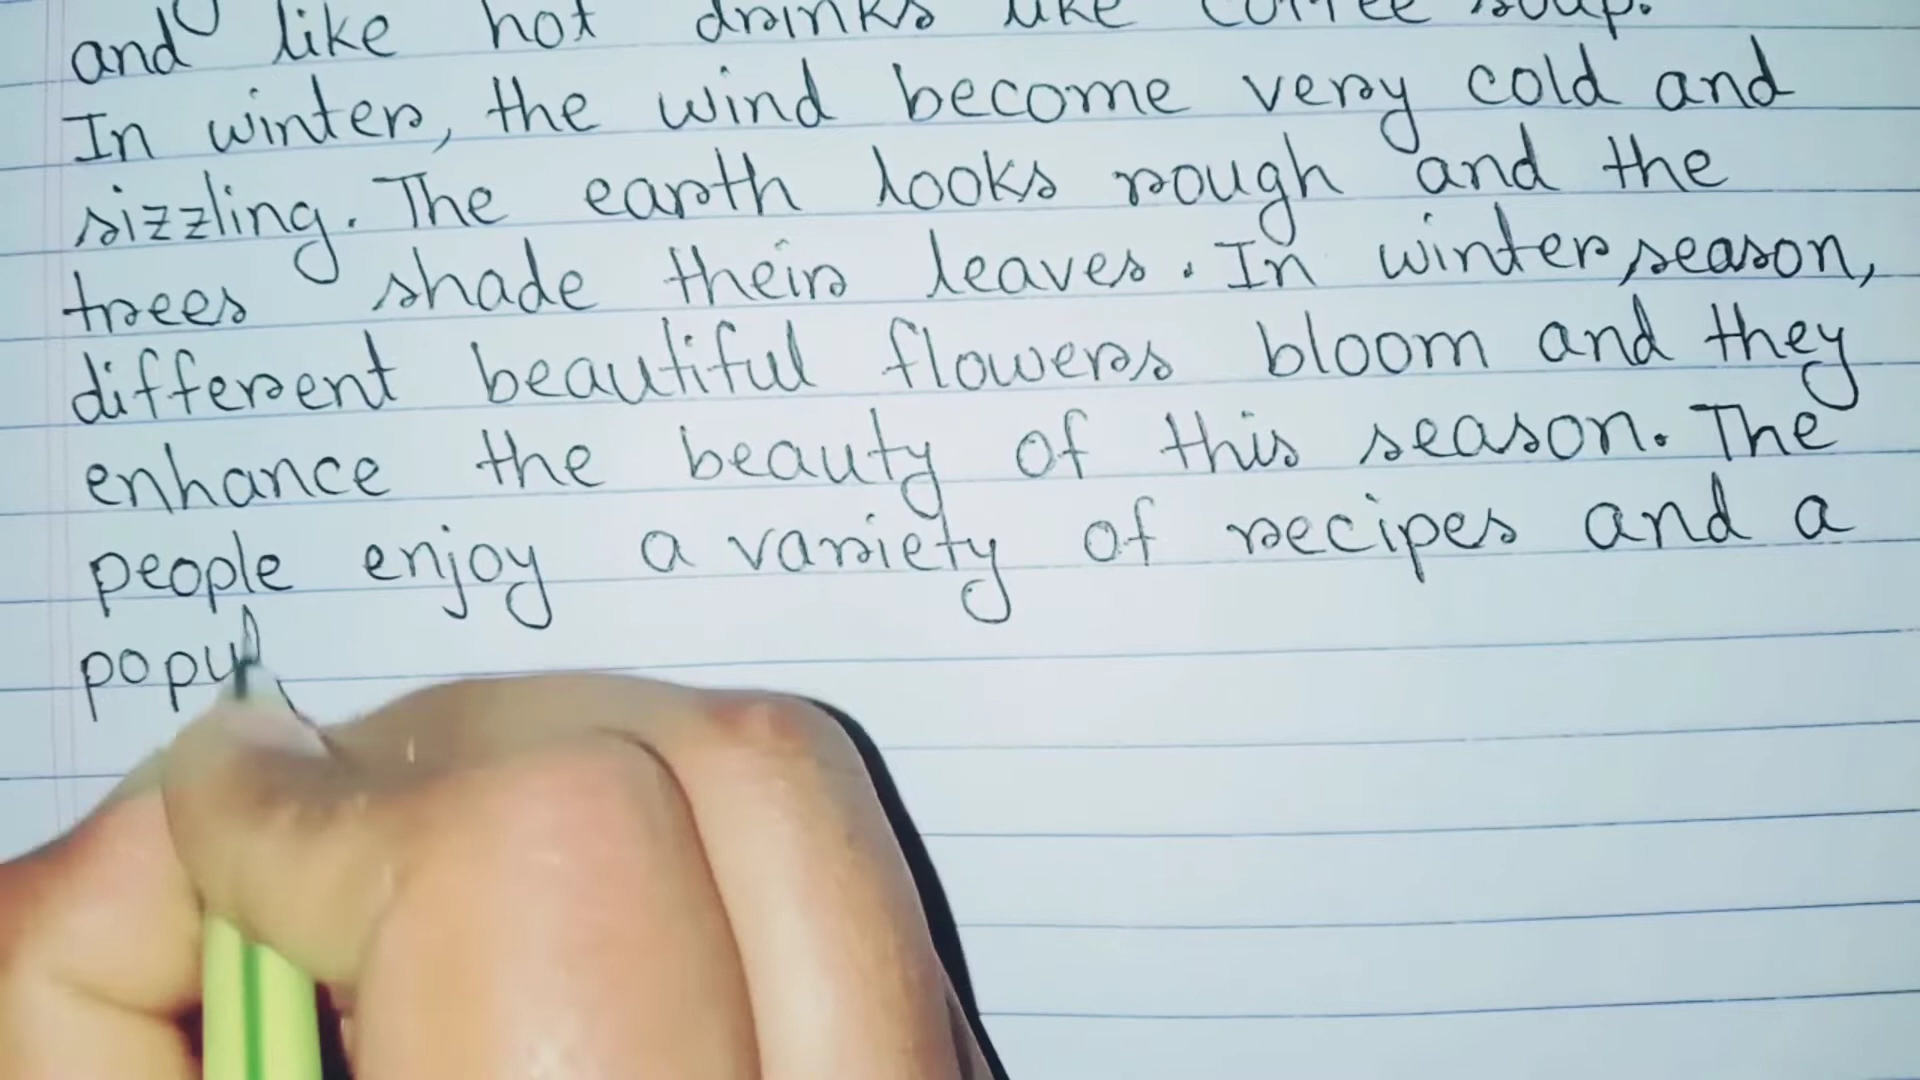 and like hot drinks like coffee soup.
In winter, the wind become very cold and
sizzling. The earth looks rough and the
trees shade their leaves. In winter season,
different beautiful flowers bloom and they
enhance the beauty of this season. The
people enjoy a variety of recipes and a
popu